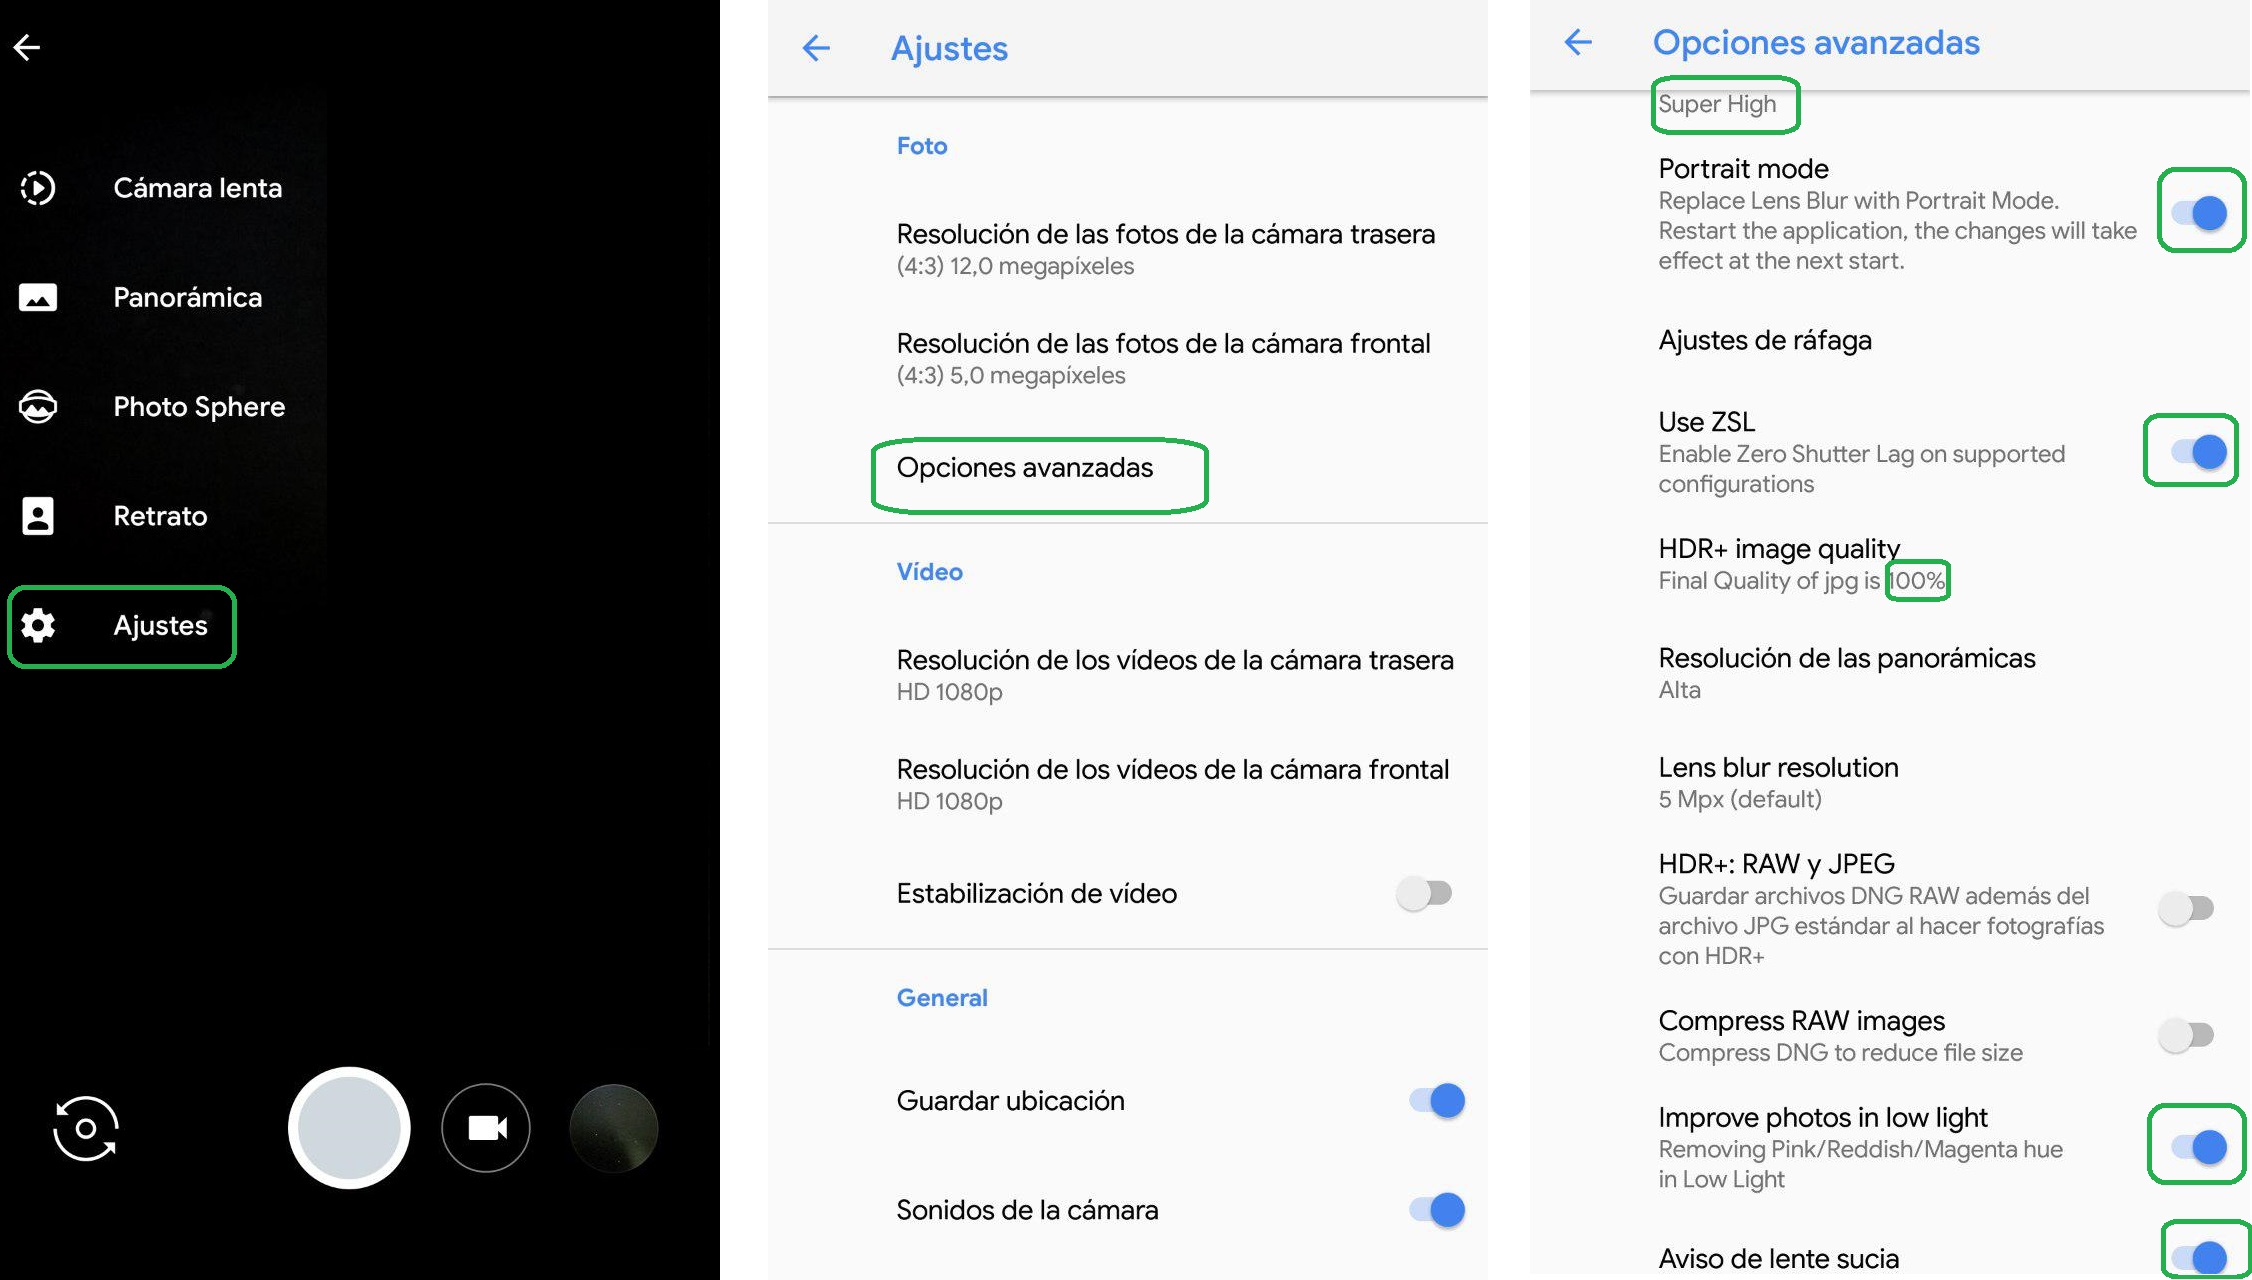 Cámara lenta
Panorámica
Photo Sphere
Retrato
Ajustes
Ajustes
Foto
Resolución de las fotos de la cámara trasera
(4:3) 12,0 megapíxeles
Resolución de las fotos de la cámara frontal
(4:3) 5,0 megapíxeles
Opciones avanzadas
Vídeo
Resolución de los vídeos de la cámara trasera
HD 1080p
Resolución de los vídeos de la cámara frontal
HD 1080p
Estabilización de vídeo
General
Guardar ubicación
Sonidos de la cámara
Opciones avanzadas
Super High
Portrait mode
Replace Lens Blur with Portrait Mode.
Restart the application, the changes will take
effect at the next start.
Ajustes de ráfaga
Use ZSL
Enable Zero Shutter Lag on supported
configurations
HDR+ image quality
Final Quality of jpg is 100%
Resolución de las panorámicas
Alta
Lens blur resolution
5 Mpx (default)
HDR+: RAW y JPEG
Guardar archivos DNG RAW además del
archivo JPG estándar al hacer fotografías
con HDR+
Compress RAW images
Compress DNG to reduce file size
Improve photos in low light
Removing Pink/Reddish/Magenta hue
in Low Light
Aviso de lente sucia